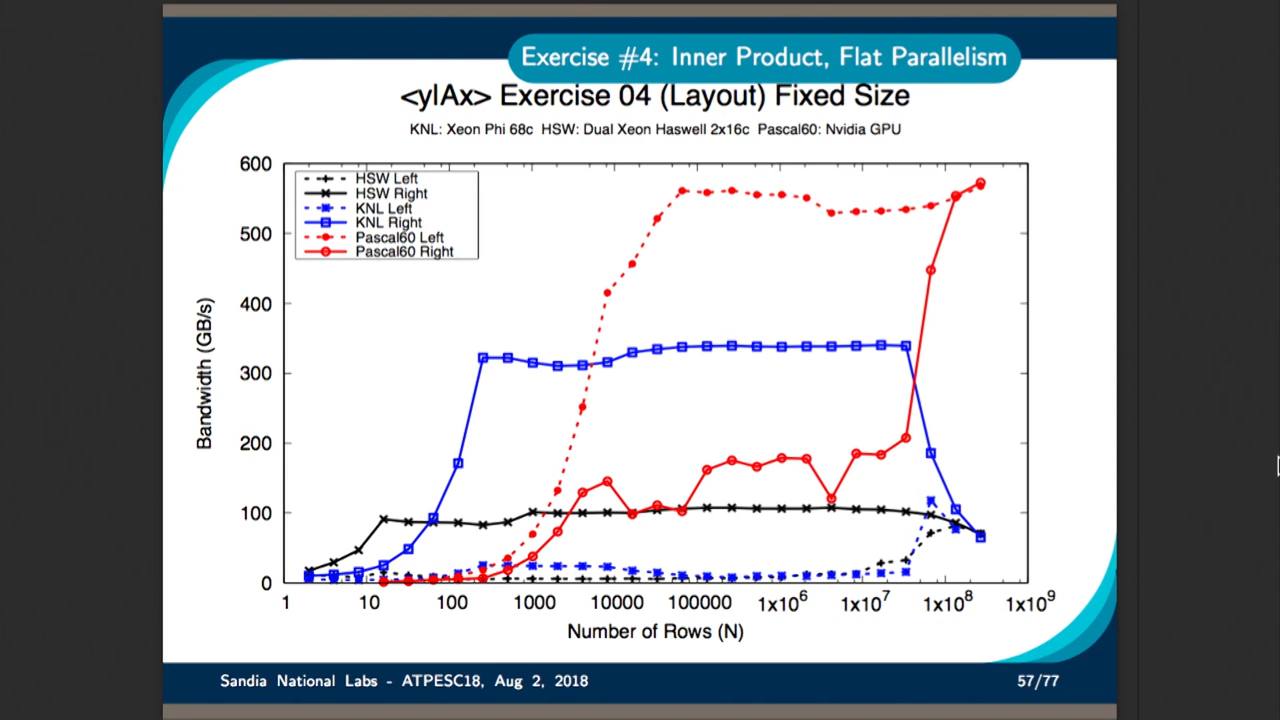 Exercise #4: Inner Product, Flat Parallelism
<y|Ax> Exercise 04 (Layout) Fixed Size
KNL: Xeon Phi 68c HSW: Dual Xeon Haswell 2x16c Pascal60: Nvidia GPU
HSW Left
HSW Right
KNL Left
KNL Right
Pascal60 Left
Pascal60 Right
Bandwidth (GB/s)
600
500
400
300
200
100
0
1 10 100 1000 10000 100000 1x10⁶ 1x10⁷ 1x10⁸ 1x10⁹
Number of Rows (N)
Sandia National Labs - ATPESC18, Aug 2, 2018 57/77